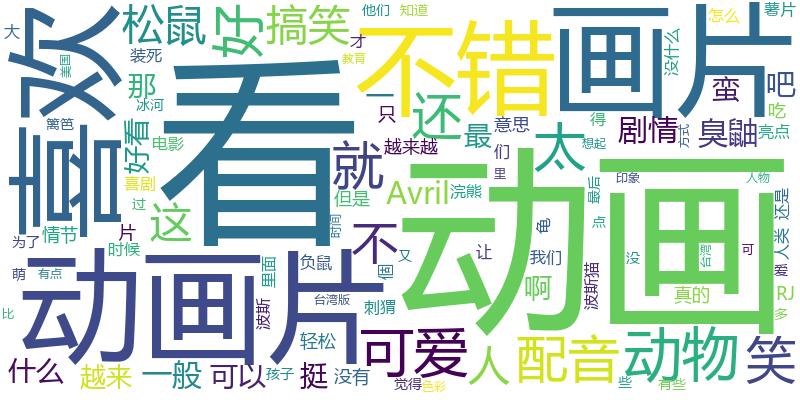 大
松鼠
好
搞笑
他们
知道
怎么
薯片
喜欢
装死
美国
才
教育
不错
画片
没什么
那
冰河
看
一
只
还
蛮
吧
吃
篱笆
好看
电影
越来越
最
意思
太
得
想起
方式
剧情
臭鼬
亮点
喜剧
就
Avril
浣熊
们
里
最后
印象
人物
动画
情节
过
这
但是
时间
为了
片
时候
不
龟
点
没
台湾
可
爱
人类
还是
动画片
里面
负鼠
個
又
让
我们
萌
有点
波斯
台湾版
刺猬
啊
波斯猫
真的
RJ
多
比
轻松
可爱
人
配音
动物
笑
什么
越来
一般
可以
孩子
挺
没有
觉得
色彩
些
有些